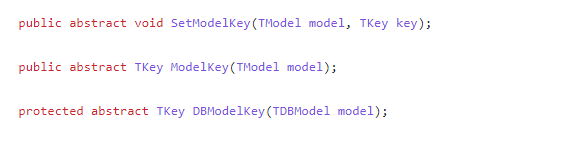 public abstract void SetModelKey(TModel model, TKey key);
public abstract TKey ModelKey(TModel model);
protected abstract TKey DBModelKey(TDBModel model);